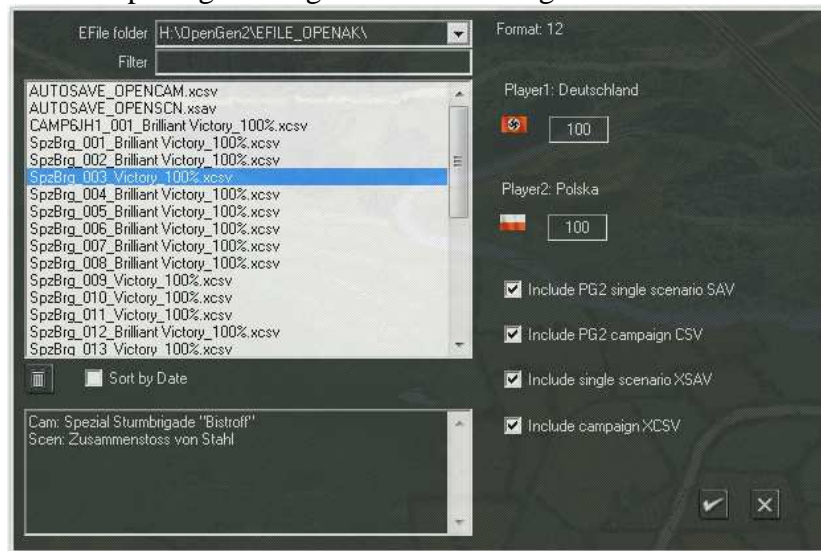 EFile folder H:\OpenGen2\EFILE_OPENAK\
Filter
AUTOSAVE_OPENCAM.xcsv
AUTOSAVE_OPENSCN.xsav
CAMP6JH1_001_Brilliant Victory_100%.xcsv
SpzBrg_001_Brilliant Victory_100%.xcsv
SpzBrg_002_Brilliant Victory_100%.xcsv
SpzBrg_003_Victory_100%.xcsv
SpzBrg_004_Brilliant Victory_100%.xcsv
SpzBrg_005_Brilliant Victory_100%.xcsv
SpzBrg_006_Brilliant Victory_100%.xcsv
SpzBrg_007_Brilliant Victory_100%.xcsv
SpzBrg_008_Brilliant Victory_100%.xcsv
SpzBrg_009_Victory_100%.xcsv
SpzBrg_010_Victory_100%.xcsv
SpzBrg_011_Victory_100%.xcsv
SpzBrg_012_Brilliant Victory_100%.xcsv
SpzBrg_013_Victory_100%.xcsv
Sort by Date
Cam: Spezial Sturmbrigade "Bistroff"
Scen: Zusammenstoss von Stahl
Format: 12
Player1: Deutschland
100
Player2: Polska
100
Include PG2 single scenario SAV
Include PG2 campaign CSV
Include single scenario XSAV
Include campaign XCSV